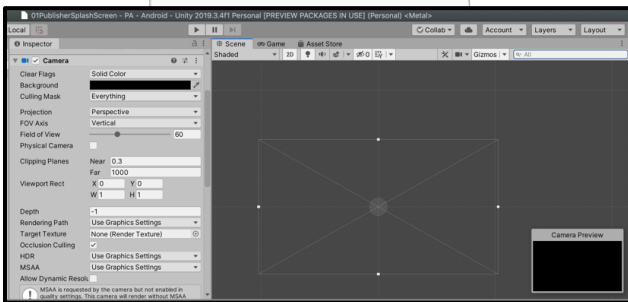 01PublisherSplashScreen - PA - Android - Unity 2019.3.4f1 Personal [PREVIEW PACKAGES IN USE] (Personal) <Metal>
Local
Collab
Account
Layers
Layout
Inspector
Camera
Clear Flags Solid Color
Background
Culling Mask Everything
Projection Perspective
FOV Axis Vertical
Field of View 60
Physical Camera
Clipping Planes Near 0.3
Far 1000
Viewport Rect X 0 Y 0
W 1 H 1
Depth -1
Rendering Path Use Graphics Settings
Target Texture None (Render Texture)
Occlusion Culling
HDR Use Graphics Settings
MSAA Use Graphics Settings
Allow Dynamic Resolu
MSAA is requested by the camera but not enabled in
quality settings. This camera will render without MSAA
Scene Game Asset Store
Shaded 2D 0 Gizmos All
Camera Preview